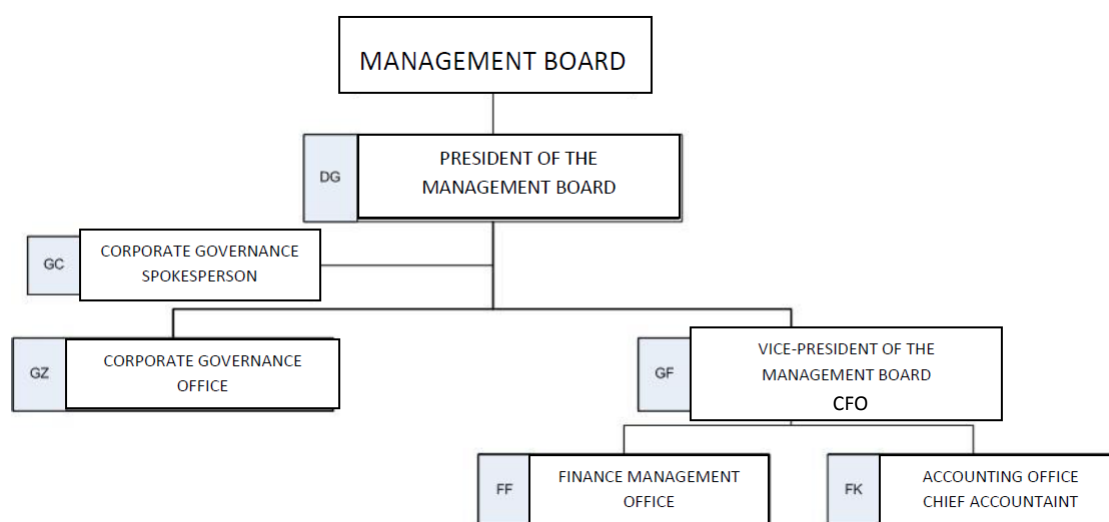 MANAGEMENT BOARD
DG
PRESIDENT OF THE
MANAGEMENT BOARD
GC
CORPORATE GOVERNANCE
SPOKESPERSON
GZ
CORPORATE GOVERNANCE
OFFICE
GF
VICE-PRESIDENT OF THE
MANAGEMENT BOARD
CFO
FF
FINANCE MANAGEMENT
OFFICE
FK
ACCOUNTING OFFICE
CHIEF ACCOUNTAINT